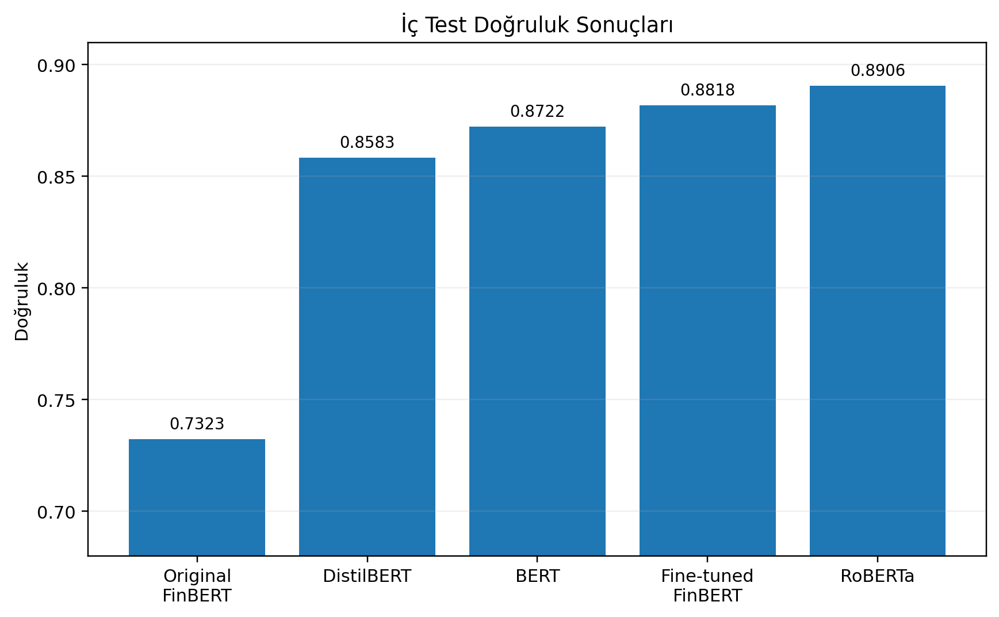 İç Test Doğruluk Sonuçları
Doğruluk
0.90
0.85
0.80
0.75
0.70
0.7323
0.8583
0.8722
0.8818
0.8906
Original
FinBERT
DistilBERT
BERT
Fine-tuned
FinBERT
RoBERTa